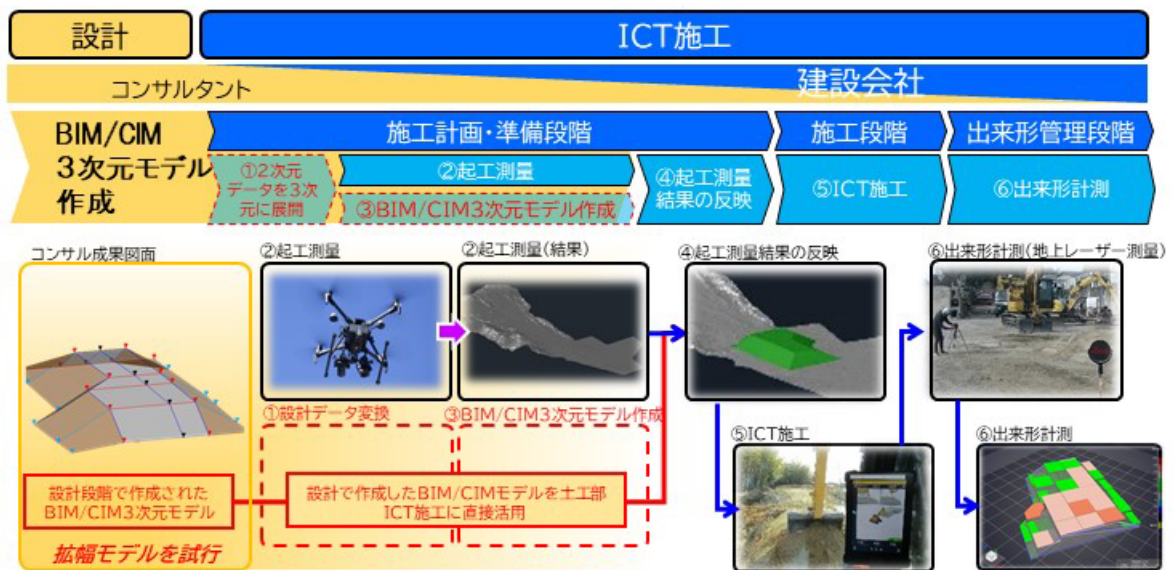 設計
ICT施工
コンサルタント
建設会社
BIM/CIM
3次元モデル
作成
施工計画・準備段階
施工段階
出来形管理段階
①2次元
データを3次
元に展開
②起工測量
③BIM/CIM3次元モデル作成
④起工測量
結果の反映
⑤ICT施工
⑥出来形計測
コンサル成果図面
②起工測量
②起工測量(結果)
④起工測量結果の反映
⑥出来形計測(地上レーザー測量)
①設計データ変換
③BIM/CIM3次元モデル作成
⑤ICT施工
⑥出来形計測
設計段階で作成された
BIM/CIM3次元モデル
設計で作成したBIM/CIMモデルを土工部
ICT施工に直接活用
拡幅モデルを試行